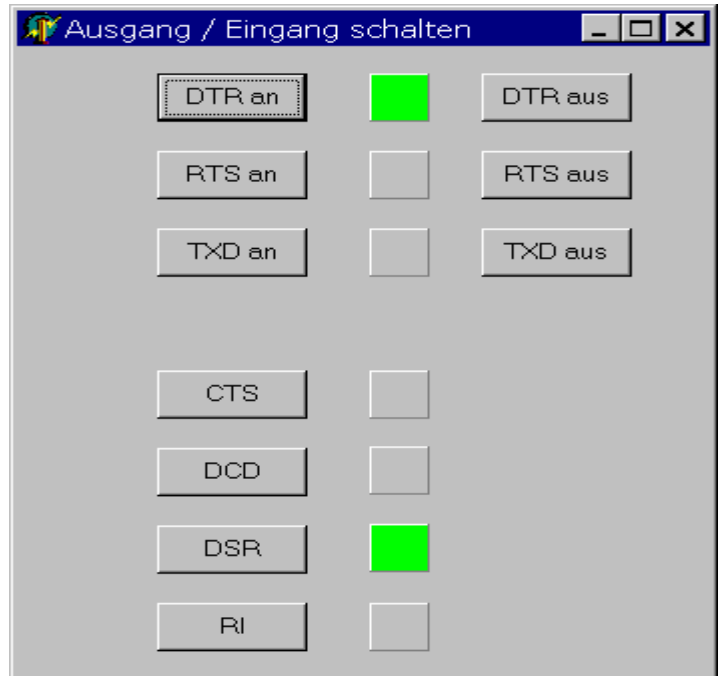 Ausgang / Eingang schalten
DTR an DTR aus
RTS an RTS aus
TXD an TXD aus
CTS
DCD
DSR
RI